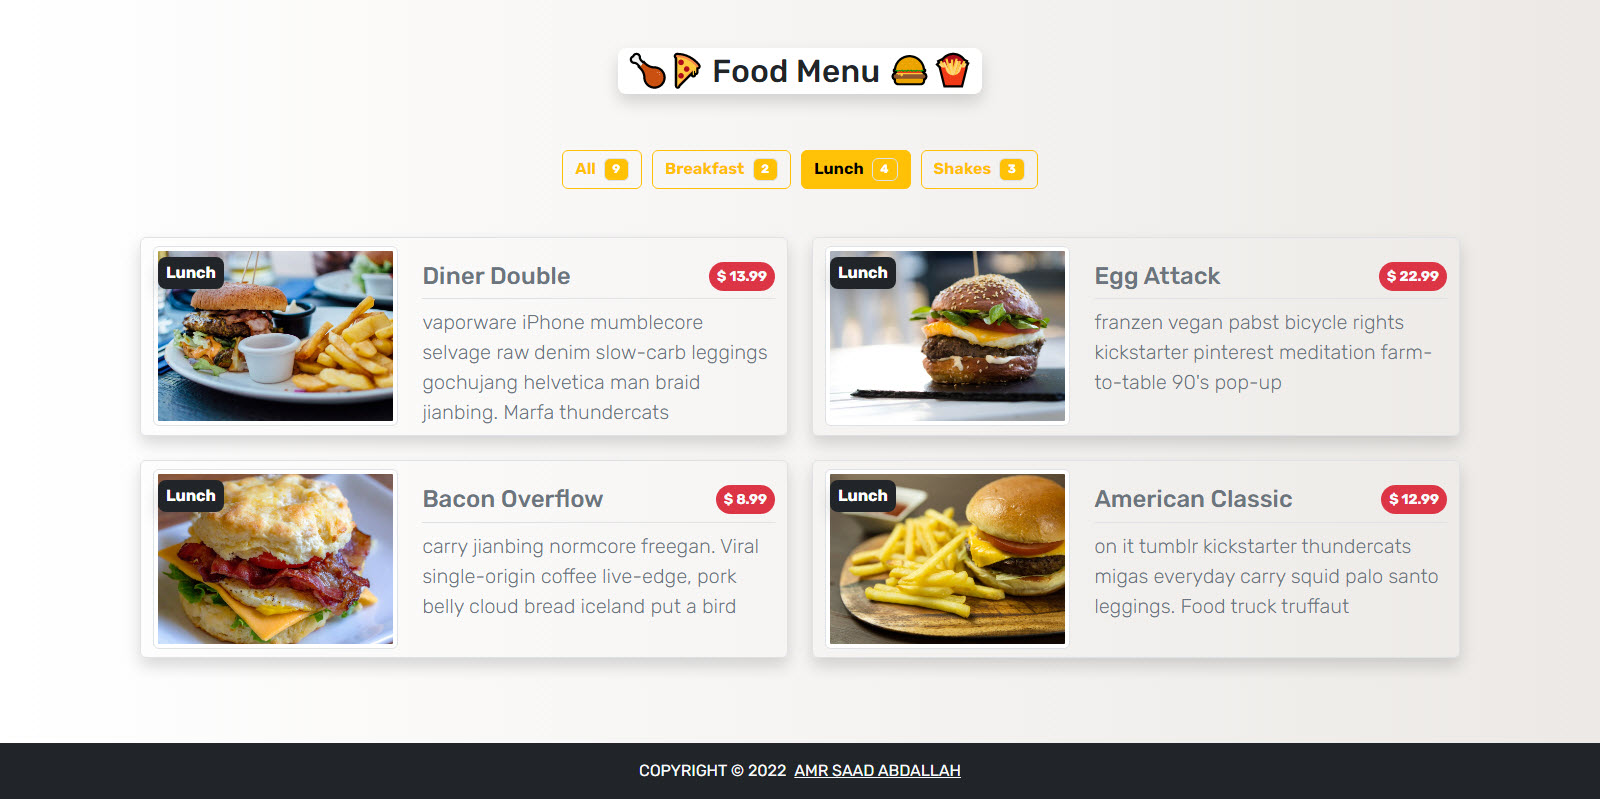 Food Menu
All 9 Breakfast 2 Lunch 4 Shakes 3
Lunch
Diner Double $ 13.99
vaporware iPhone mumblecore
selvage raw denim slow-carb leggings
gochujang helvetica man braid
jianbing. Marfa thundercats
Lunch
Egg Attack $ 22.99
franzen vegan pabst bicycle rights
kickstarter pinterest meditation farm-
to-table 90's pop-up
Lunch
Bacon Overflow $ 8.99
carry jianbing normcore freegan. Viral
single-origin coffee live-edge, pork
belly cloud bread iceland put a bird
Lunch
American Classic $ 12.99
on it tumblr kickstarter thundercats
migas everyday carry squid palo santo
leggings. Food truck truffaut
COPYRIGHT © 2022 AMR SAAD ABDALLAH